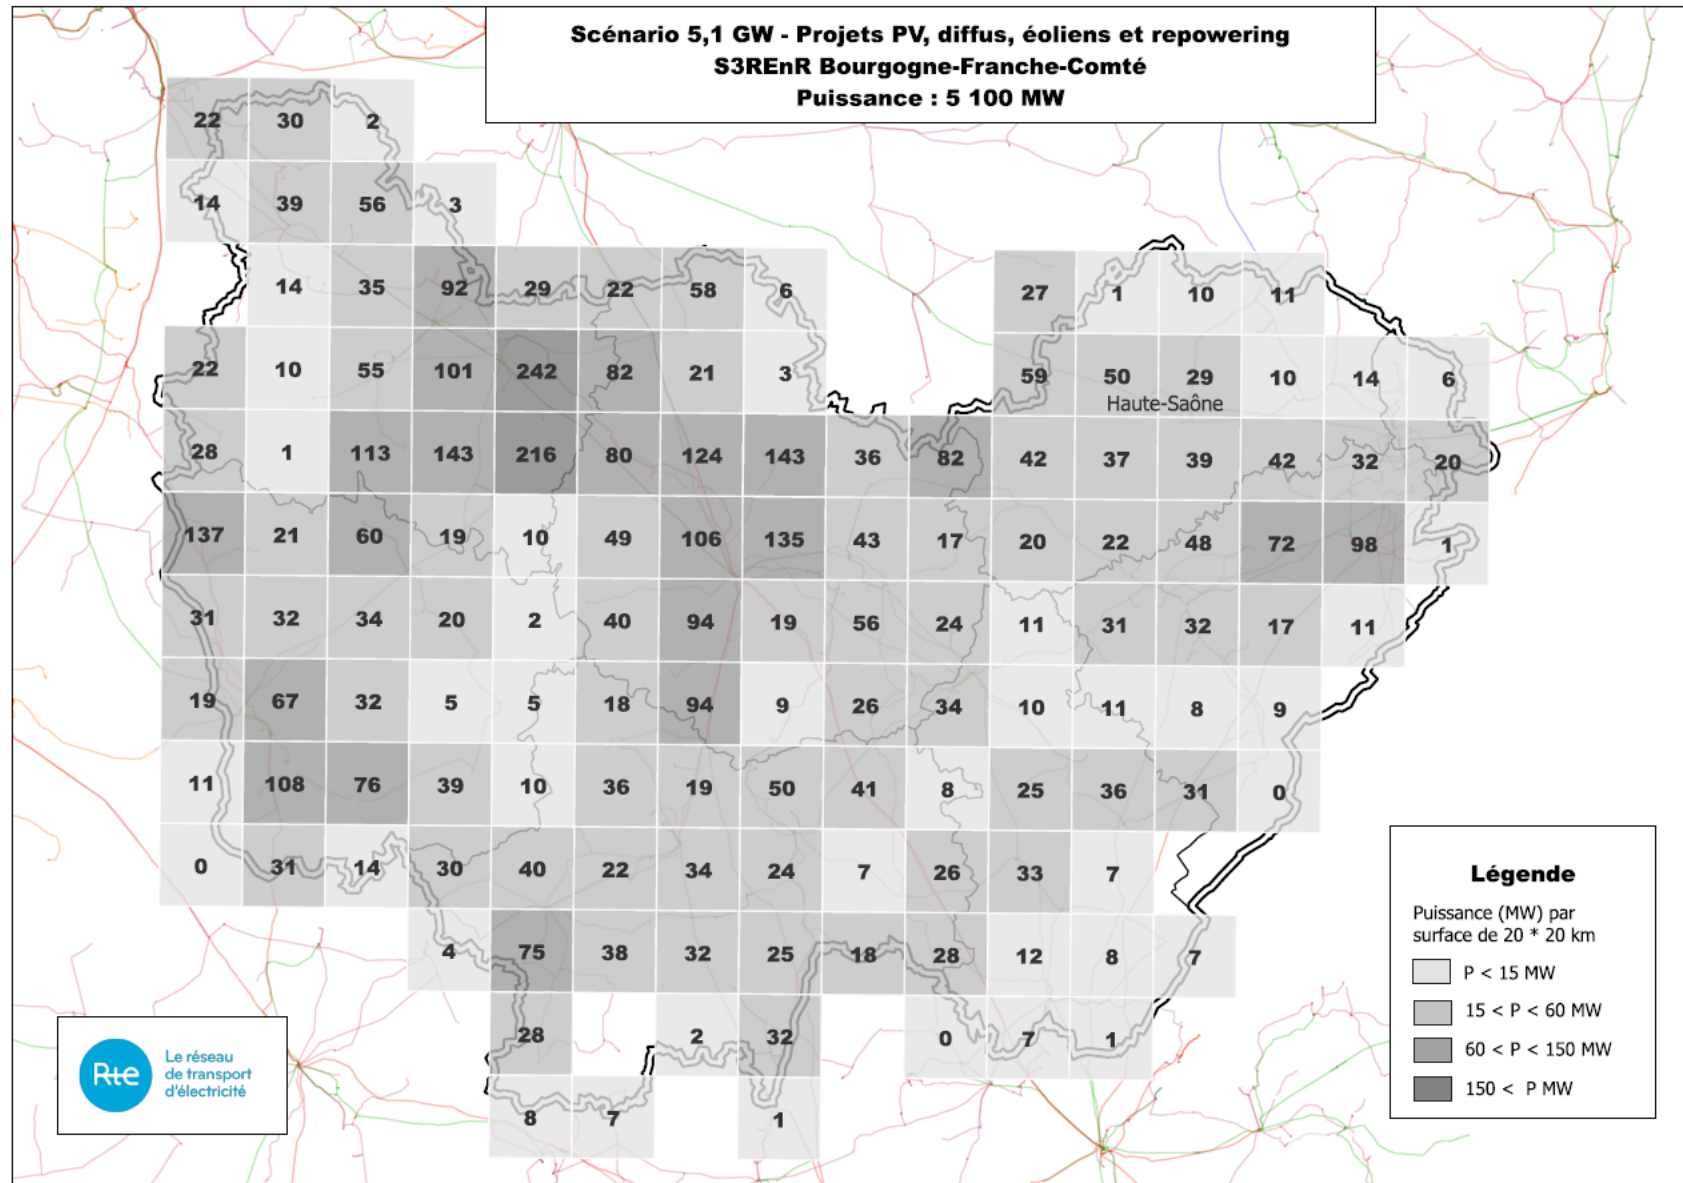 Scénario 5,1 GW - Projets PV, diffus, éoliens et repowering
S3REnR Bourgogne-Franche-Comté
Puissance : 5 100 MW
22 30 2
14 39 56 3
14 35 92 29 22 58 6 27 1 10 11
22 10 55 101 242 82 21 3 59 50 29 10 14 6
Haute-Saône
28 1 113 143 216 80 124 143 36 82 42 37 39 42 32 20
137 21 60 19 10 49 106 135 43 17 20 22 48 72 98 1
31 32 34 20 2 40 94 19 56 24 11 31 32 17 11
19 67 32 5 5 18 94 9 26 34 10 11 8 9
11 108 76 39 10 36 19 50 41 8 25 36 31 0
0 31 14 30 40 22 34 24 7 26 33 7
4 75 38 32 25 18 28 12 8 7
28 2 32 0 7 1
8 7 1
Rte
Le réseau
de transport
d'électricité
Légende
Puissance (MW) par
surface de 20 * 20 km
P < 15 MW
15 < P < 60 MW
60 < P < 150 MW
150 < P MW